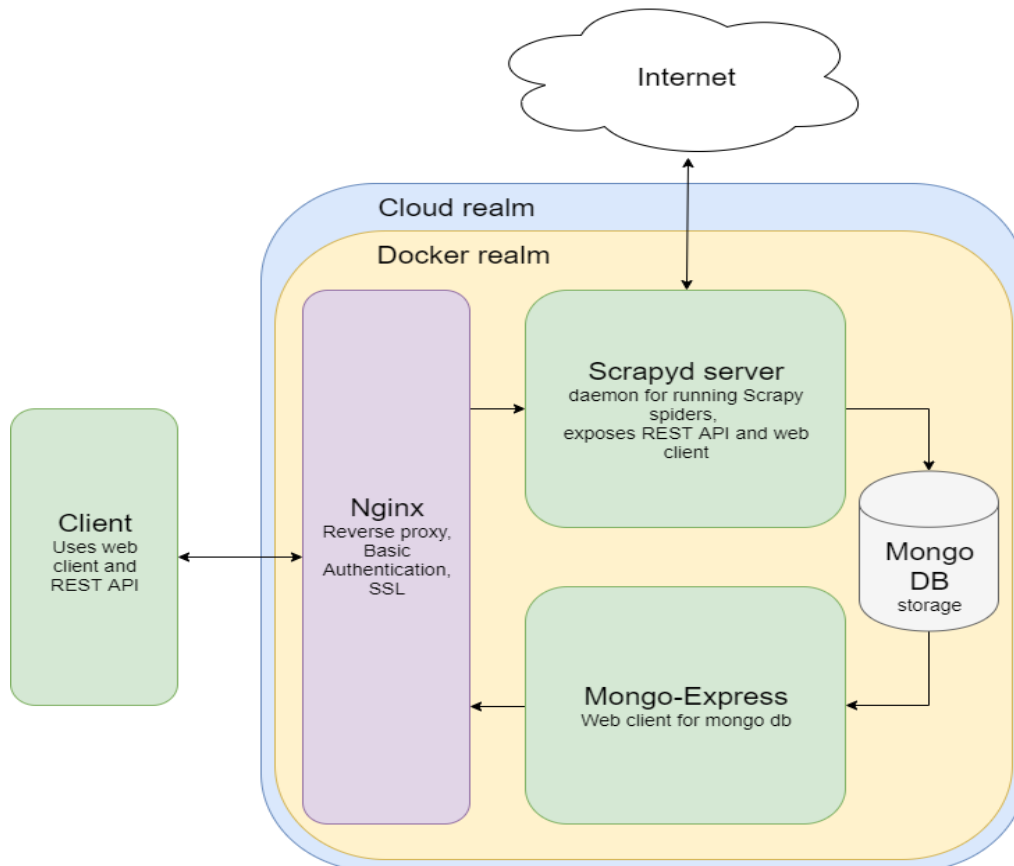 Internet
Cloud realm
Docker realm
Scrapyd server
daemon for running Scrapy
spiders,
exposes REST API and web
client
Client
Uses web
client and
REST API
Nginx
Reverse proxy,
Basic
Authentication,
SSL
Mongo
DB
storage
Mongo-Express
Web client for mongo db